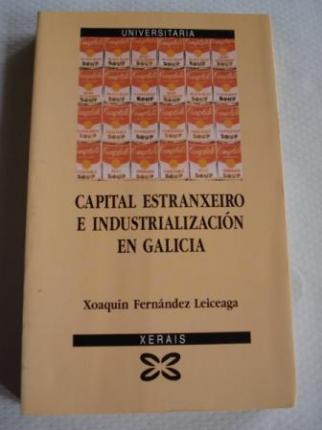 UNIVERSITARIA
CAPITAL ESTRANXEIRO
E INDUSTRIALIZACIÓN
EN GALICIA
Xoaquín Fernández Leiceaga
XERAIS